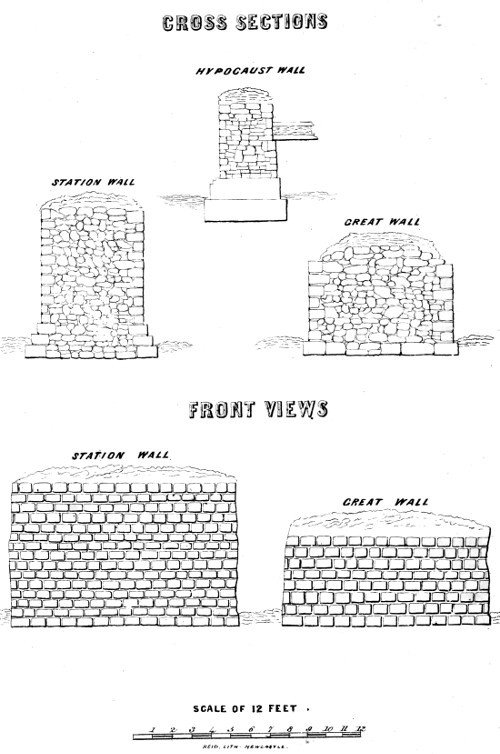 CROSS SECTIONS
HYPOCAUST WALL
STATION WALL
GREAT WALL
FRONT VIEWS
STATION WALL
GREAT WALL
SCALE OF 12 FEET .
1 2 3 4 5 6 7 8 9 10 11 12
REID, LITH. NEWCASTLE.